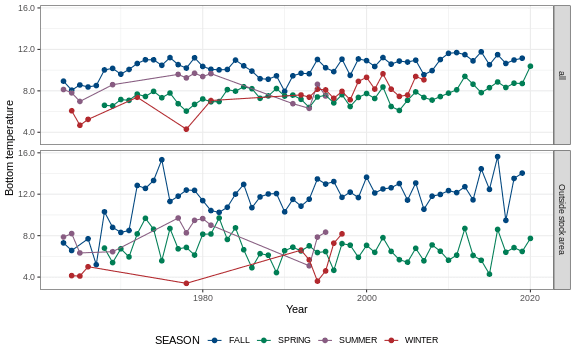 16.0
12.0
8.0
4.0
all
16.0
12.0
8.0
4.0
Outside stock area
Bottom temperature
1980 2000 2020
Year
SEASON FALL SPRING SUMMER WINTER